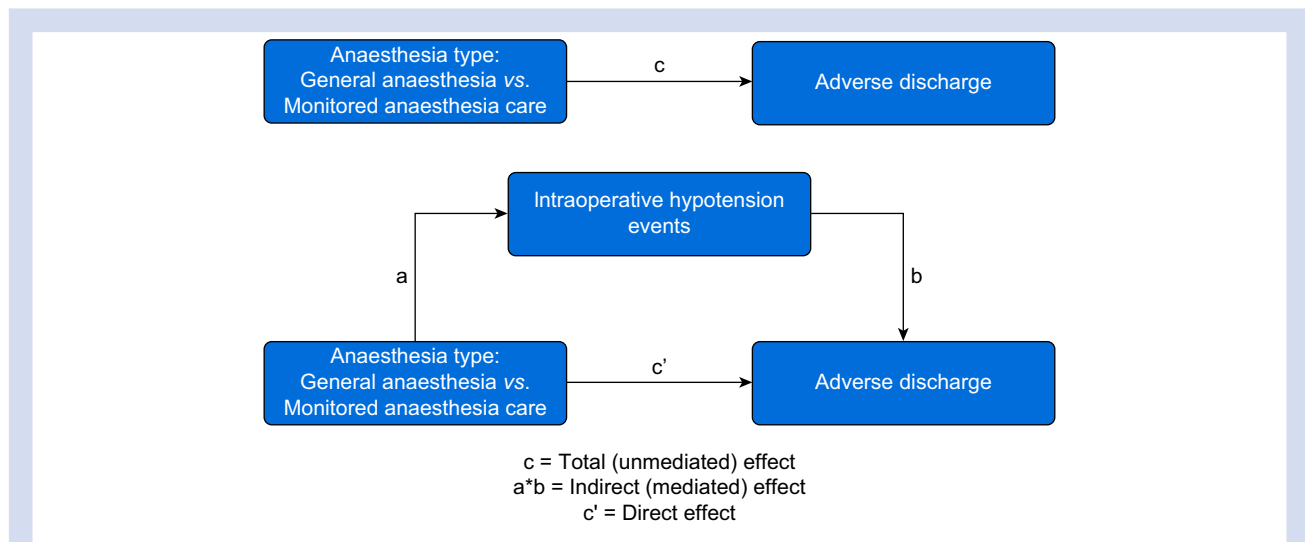 Anaesthesia type:
General anaesthesia vs.
Monitored anaesthesia care
c
Adverse discharge
Intraoperative hypotension
events
a
b
Anaesthesia type:
General anaesthesia vs.
Monitored anaesthesia care
c’
Adverse discharge
c = Total (unmediated) effect
a*b = Indirect (mediated) effect
c' = Direct effect